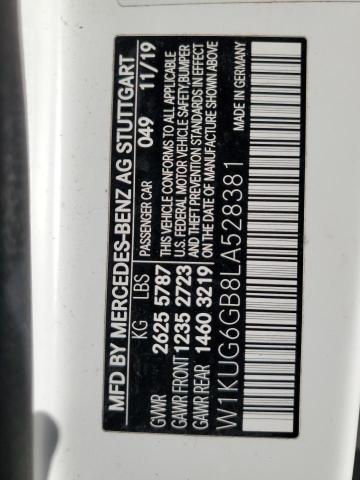 MFD BY MERCEDES-BENZ AG STUTTGART
KG LBS PASSENGER CAR 049 11/19
GVWR 2625 5787 THIS VEHICLE CONFORMS TO ALL APPLICABLE
GAWR FRONT 1235 2723 U.S. FEDERAL MOTOR VEHICLE SAFETY,BUMPER
AND THEFT PREVENTION STANDARDS IN EFFECT
GAWR REAR 1460 3219 ON THE DATE OF MANUFACTURE SHOWN ABOVE
W1KUG6GB8LA528381 MADE IN GERMANY